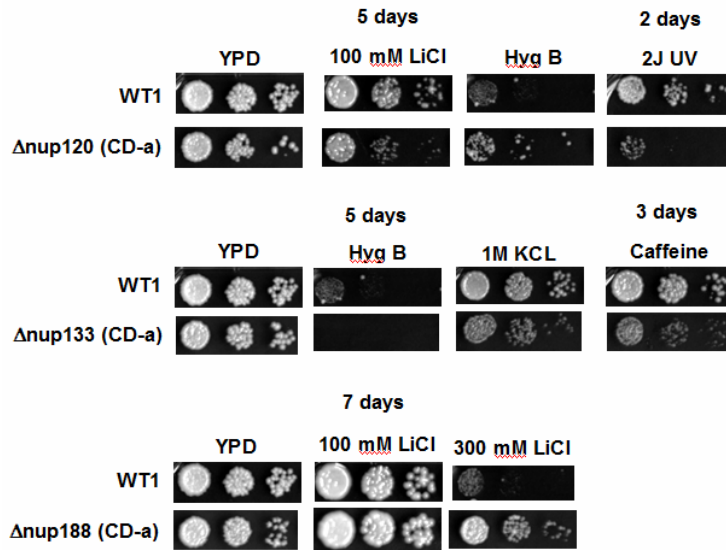 5 days 2 days
YPD 100 mM LiCl Hyg B 2J UV
WT1
Δnup120 (CD-a)
5 days 3 days
YPD Hyg B 1M KCL Caffeine
WT1
Δnup133 (CD-a)
7 days
YPD 100 mM LiCl 300 mM LiCl
WT1
Δnup188 (CD-a)